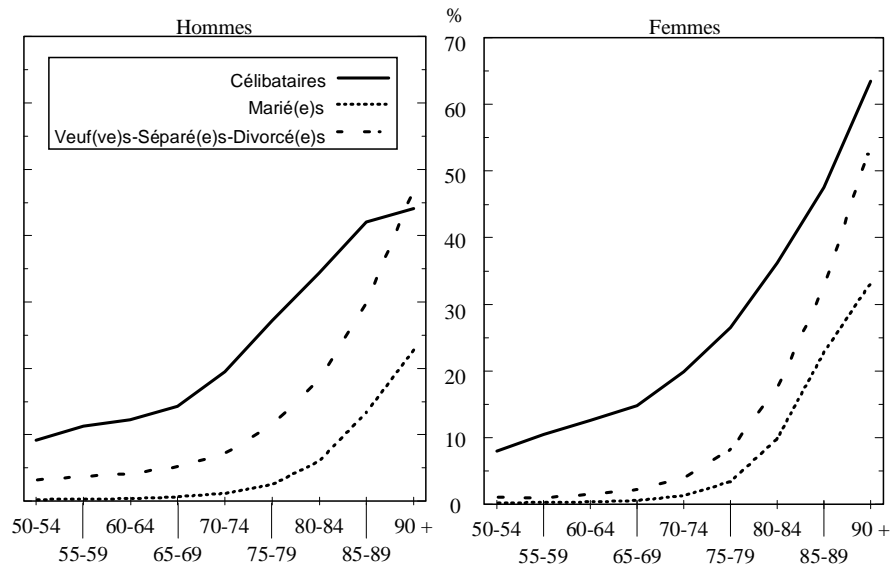 Hommes
%
Femmes
Célibataires
Marié(e)s
Veuf(ve)s-Séparé(e)s-Divorcé(e)s
70
60
50
40
30
20
10
0
50-54 60-64 70-74 80-84 90 +
55-59 65-69 75-79 85-89
50-54 60-64 70-74 80-84 90 +
55-59 65-69 75-79 85-89